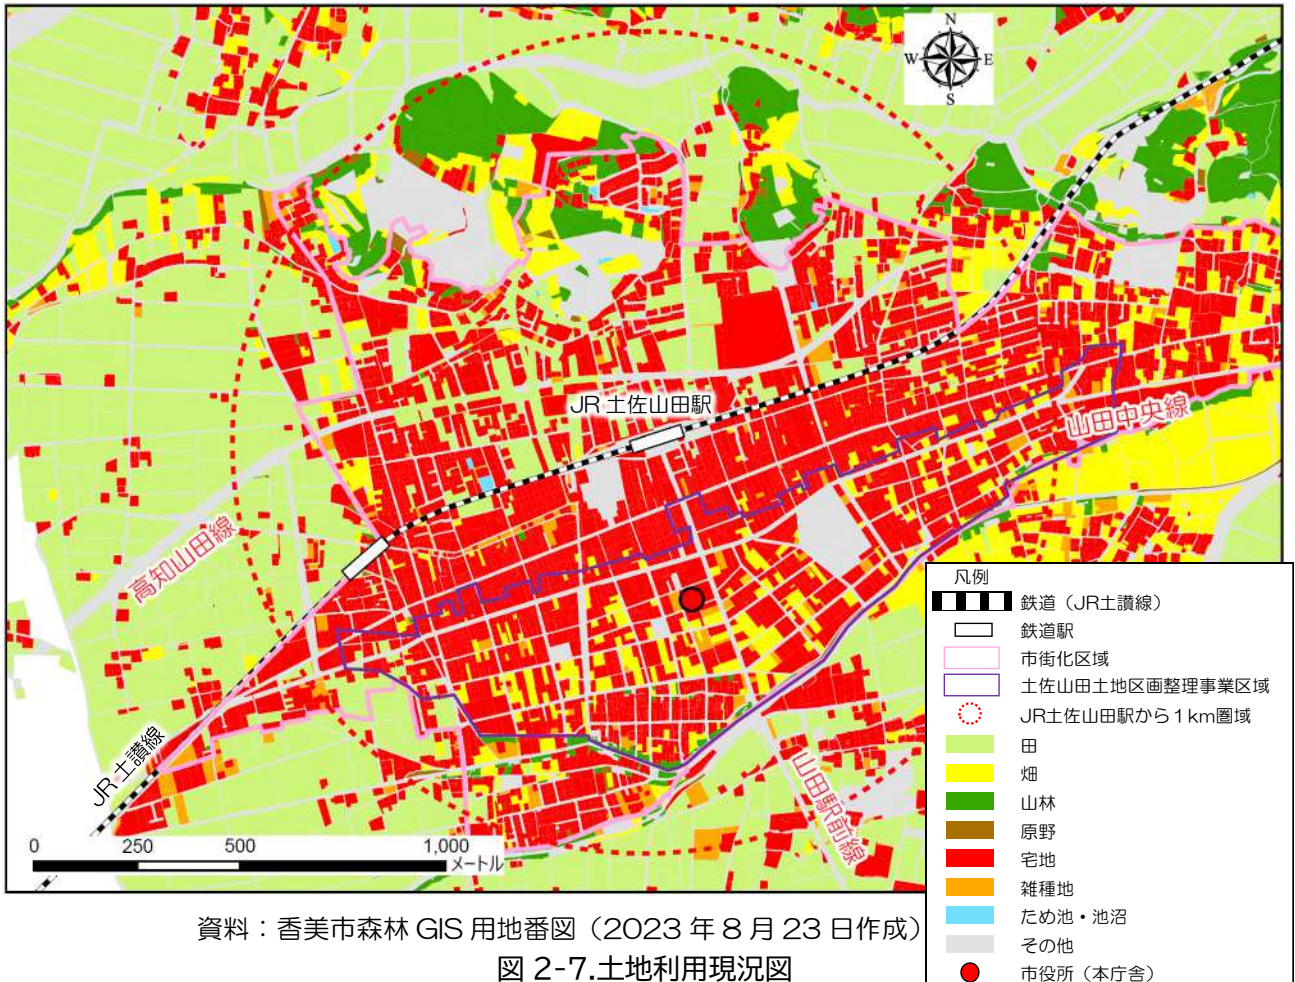 N
W
E
S
JR 土佐山田駅
山田中央線
高知山田線
JR 土讃線
山田駅前線
0 250 500 1,000
メートル
凡例
鉄道（JR土讃線）
鉄道駅
市街化区域
土佐山田土地区画整理事業区域
JR土佐山田駅から１km圏域
田
畑
山林
原野
宅地
雑種地
ため池・池沼
その他
市役所（本庁舎）
資料：香美市森林 GIS 用地番図（2023 年 8 月 23 日作成）
図 2-7.土地利用現況図